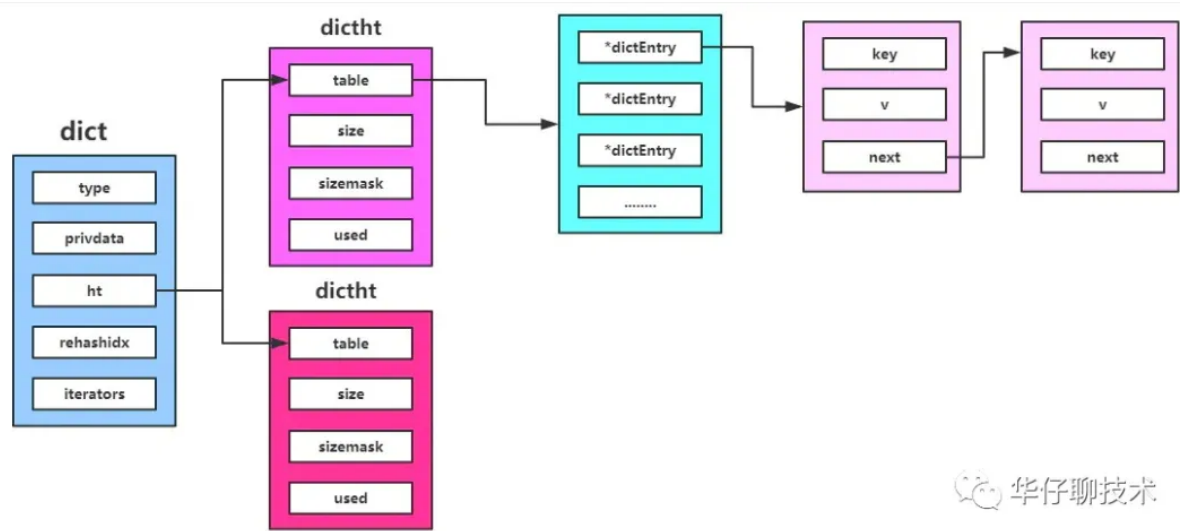 dict
type
privdata
ht
rehashidx
iterators
dictht
table
size
sizemask
used
dictht
table
size
sizemask
used
*dictEntry
*dictEntry
*dictEntry
........
key
v
next
key
v
next
华仔聊技术